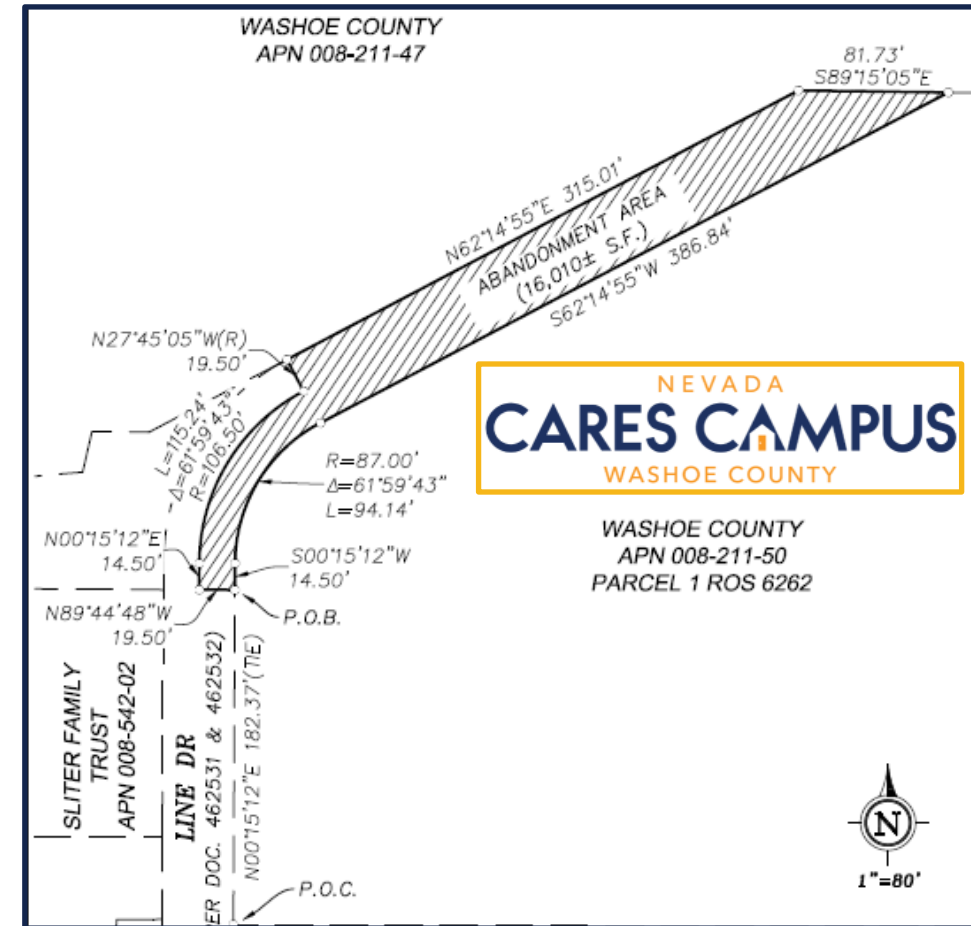 WASHOE COUNTY
APN 008-211-47
81.73'
S89°15'05"E
N62°14'55"E 315.01'
ABANDONMENT AREA
(16,010± S.F.)
S62°14'55"W 386.84'
N27°45'05"W(R)
19.50'
L=115.24'
Δ=61°59'43"
R=106.50'
NEVADA
CARES CAMPUS
WASHOE COUNTY
R=87.00'
Δ=61°59'43"
L=94.14'
WASHOE COUNTY
APN 008-211-50
PARCEL 1 ROS 6262
N00°15'12"E
14.50'
S00°15'12"W
14.50'
N89°44'48"W
19.50'
P.O.B.
SLITER FAMILY
TRUST
APN 008-542-02
LINE DR
ER DOC. 462531 & 462532)
N00°15'12"E 182.37'(TIE)
P.O.C.
N
1"=80'